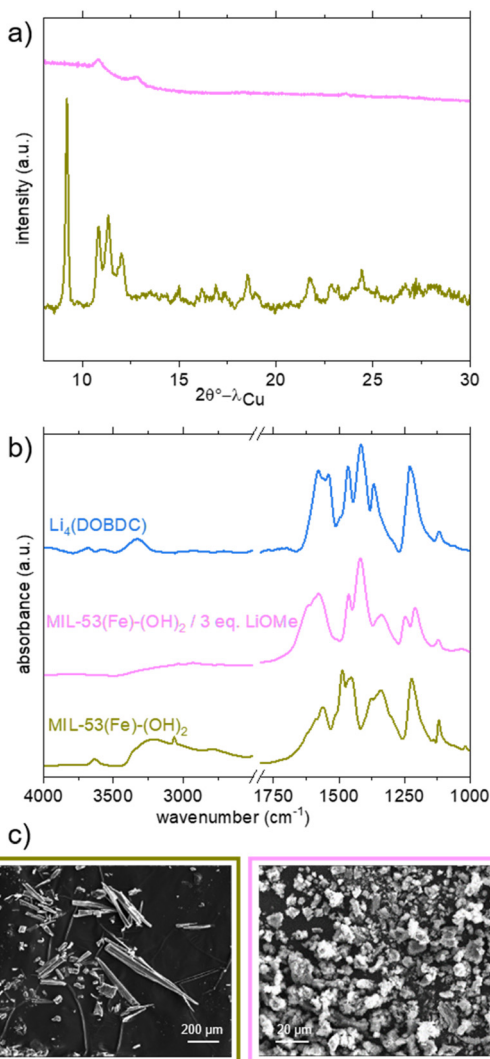 a)
intensity (a.u.)
10 15 20 25 30
2θ°−λCu
b)
Li₄(DOBDC)
MIL-53(Fe)-(OH)₂ / 3 eq. LiOMe
MIL-53(Fe)-(OH)₂
absorbance (a.u.)
4000 3500 3000 1750 1500 1250 1000
wavenumber (cm⁻¹)
c)
200 µm
20 µm